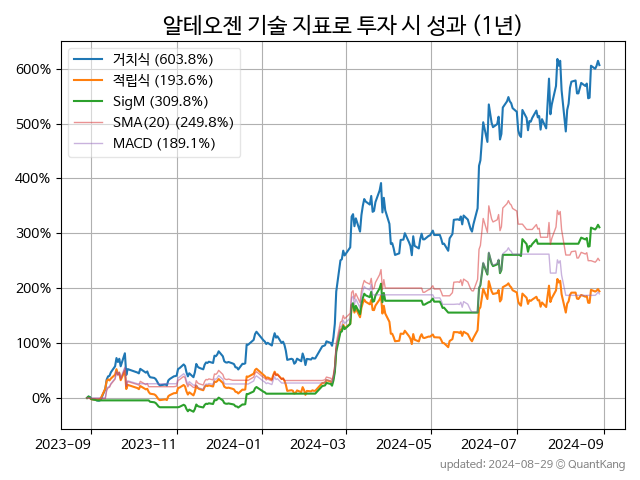 알테오젠 기술 지표로 투자 시 성과 (1년)
거치식 (603.8%)
적립식 (193.6%)
SigM (309.8%)
SMA(20) (249.8%)
MACD (189.1%)
600%
500%
400%
300%
200%
100%
0%
2023-09 2023-11 2024-01 2024-03 2024-05 2024-07 2024-09
updated: 2024-08-29 © QuantKang